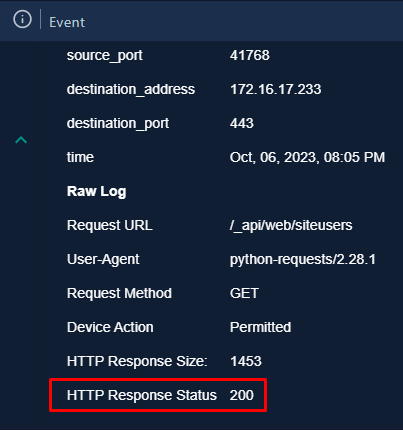 Event
source_port 41768
destination_address 172.16.17.233
destination_port 443
time Oct, 06, 2023, 08:05 PM
Raw Log
Request URL /_api/web/siteusers
User-Agent python-requests/2.28.1
Request Method GET
Device Action Permitted
HTTP Response Size: 1453
HTTP Response Status 200